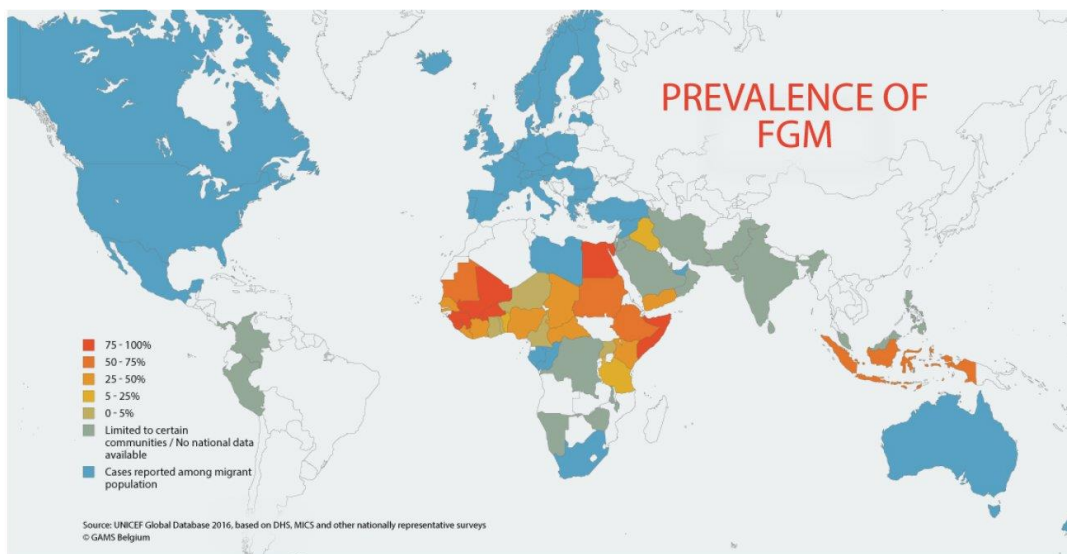 PREVALENCE OF
FGM
75 - 100%
50 - 75%
25 - 50%
5 - 25%
0 - 5%
Limited to certain
communities / No national data
available
Cases reported among migrant
population
Source: UNICEF Global Database 2016, based on DHS, MICS and other nationally representative surveys
© GAMS Belgium